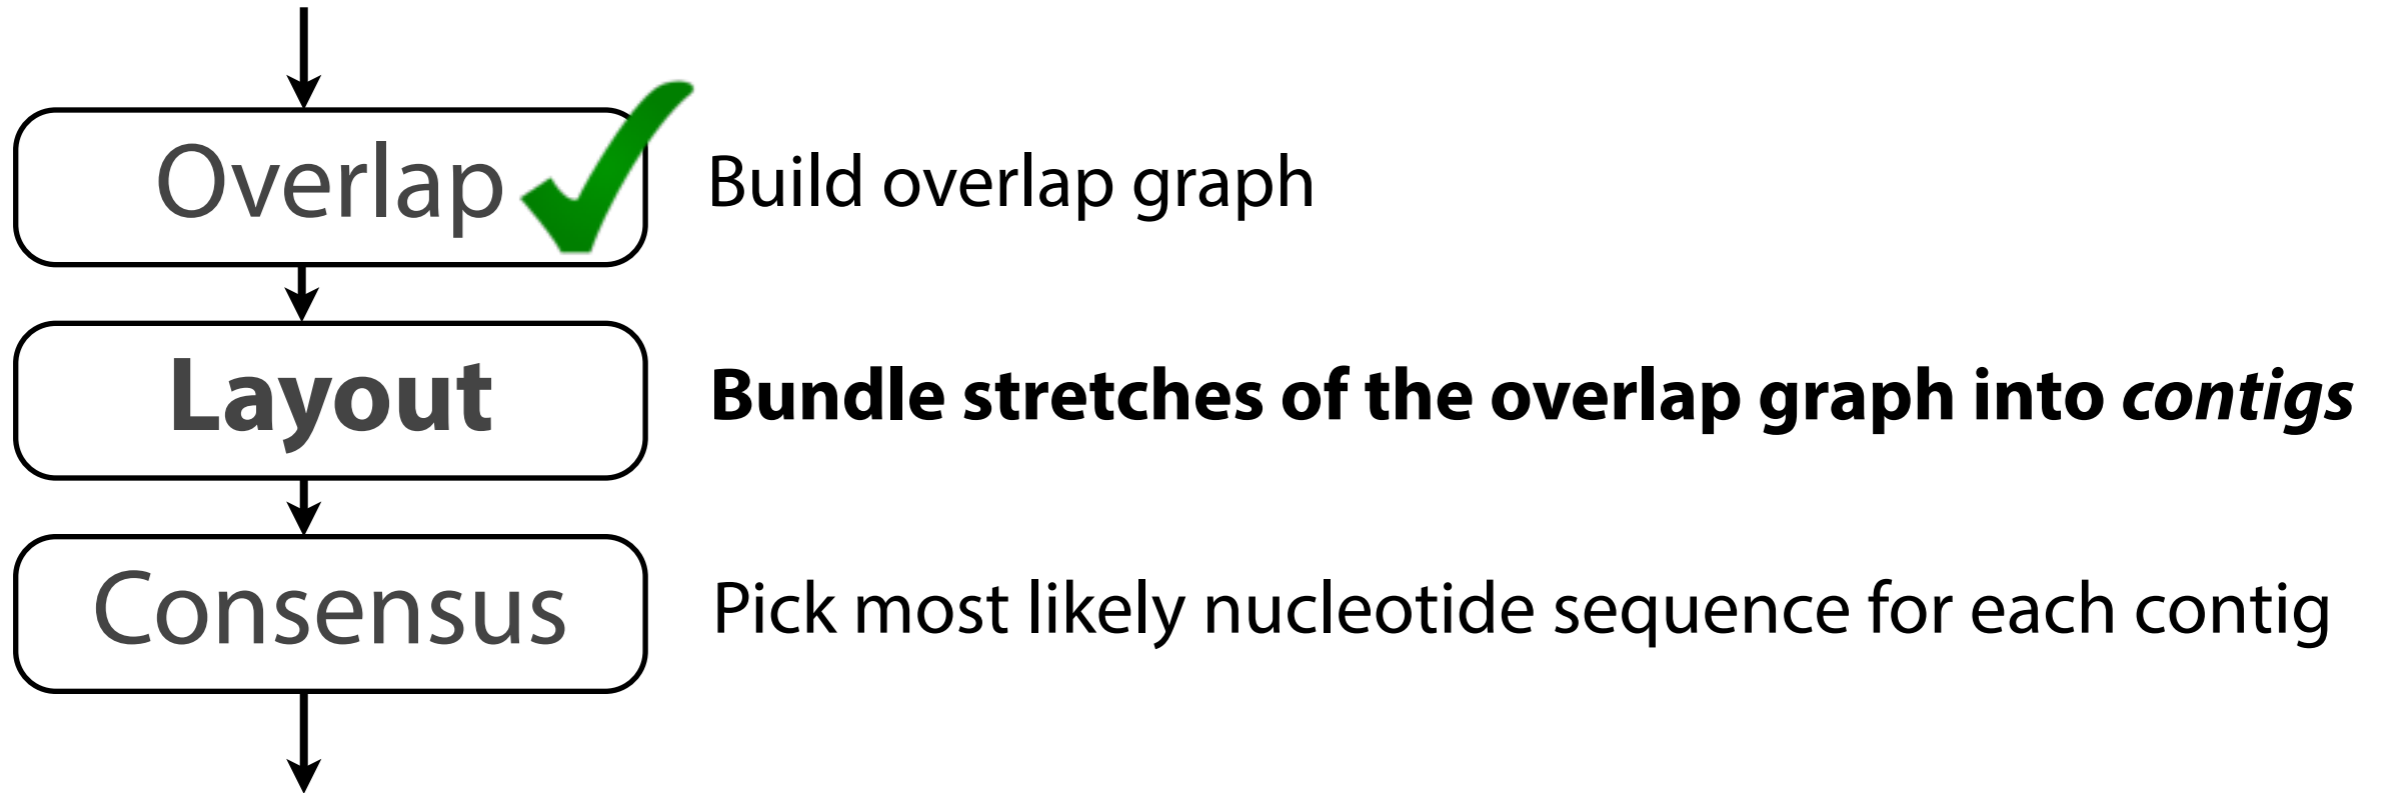 Overlap
Build overlap graph
Layout
Bundle stretches of the overlap graph into contigs
Consensus
Pick most likely nucleotide sequence for each contig